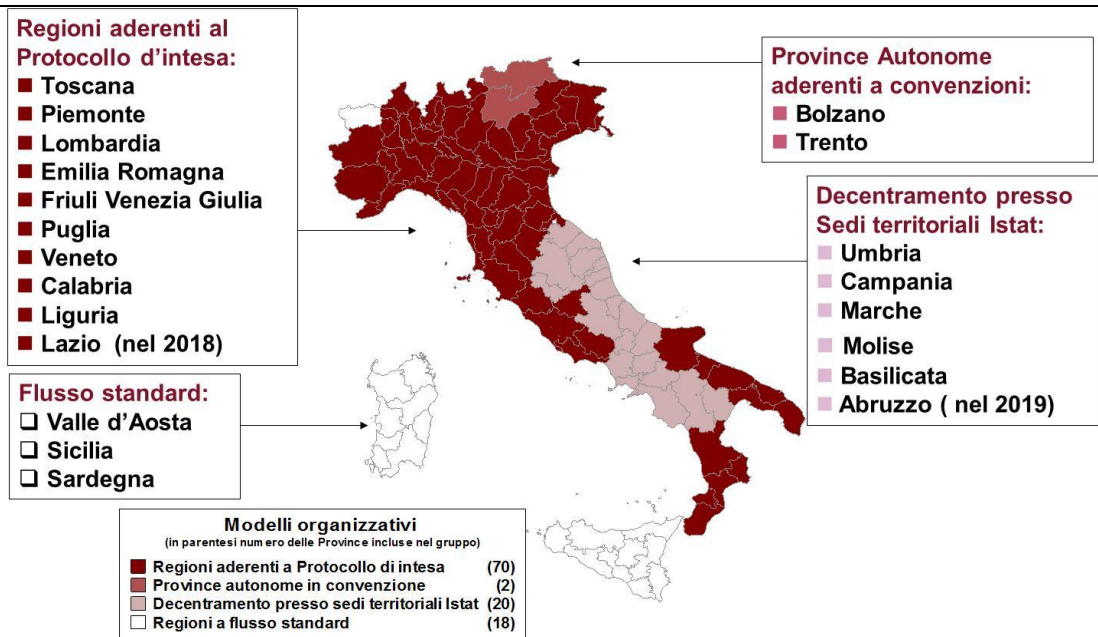 Regioni aderenti al
Protocollo d'intesa:
Toscana
Piemonte
Lombardia
Emilia Romagna
Friuli Venezia Giulia
Puglia
Veneto
Calabria
Liguria
Lazio (nel 2018)
Flusso standard:
Valle d'Aosta
Sicilia
Sardegna
Province Autonome
aderenti a convenzioni:
Bolzano
Trento
Decentramento presso
Sedi territoriali Istat:
Umbria
Campania
Marche
Molise
Basilicata
Abruzzo ( nel 2019)
Modelli organizzativi
(in parentesi numero delle Province incluse nel gruppo)
Regioni aderenti a Protocollo di intesa (70)
Province autonome in convenzione (2)
Decentramento presso sedi territoriali Istat (20)
Regioni a flusso standard (18)